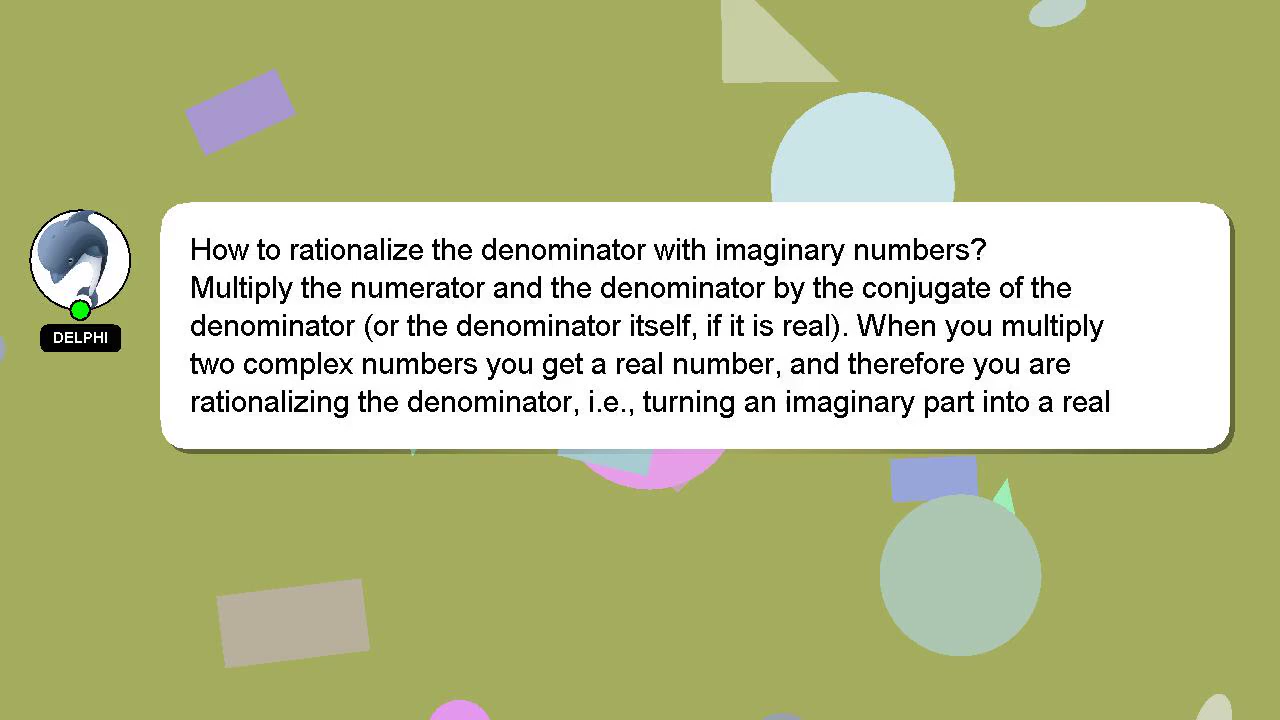 How to rationalize the denominator with imaginary numbers?
Multiply the numerator and the denominator by the conjugate of the
denominator (or the denominator itself, if it is real). When you multiply
two complex numbers you get a real number, and therefore you are
rationalizing the denominator, i.e., turning an imaginary part into a real
DELPHI